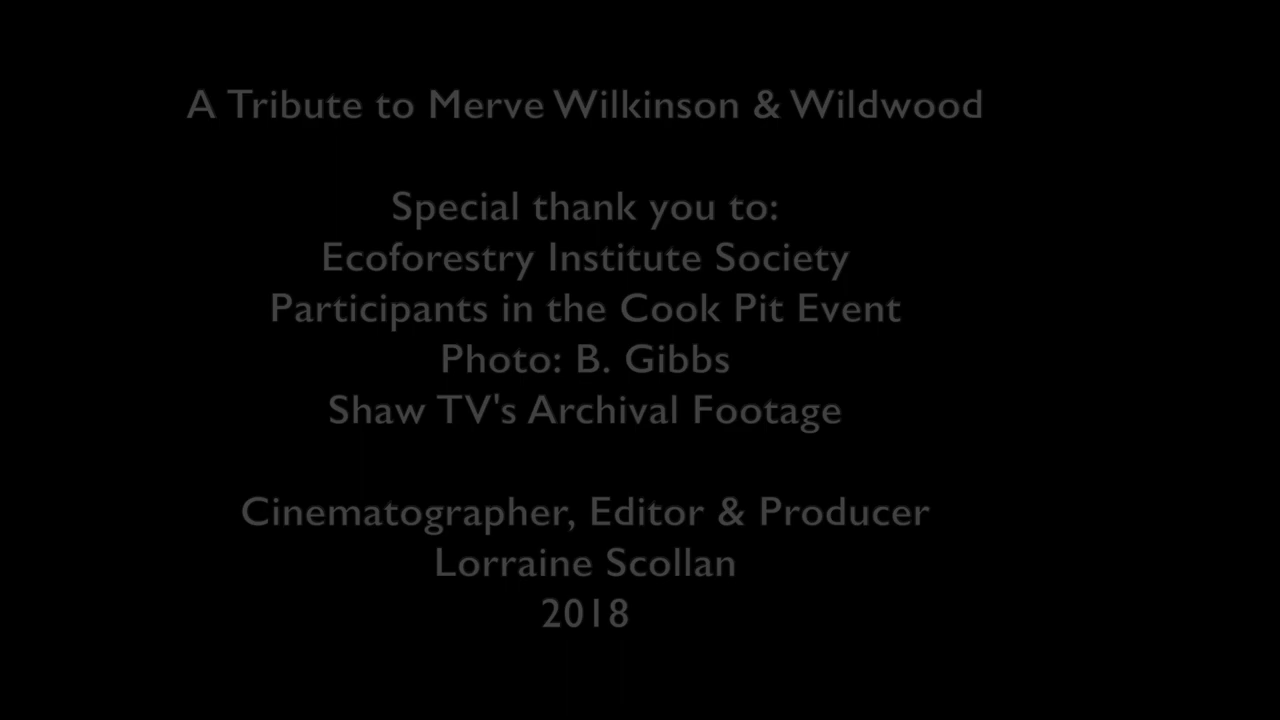 A Tribute to Merve Wilkinson & Wildwood
Special thank you to:
Ecoforestry Institute Society
Participants in the Cook Pit Event
Photo: B. Gibbs
Shaw TV's Archival Footage
Cinematographer, Editor & Producer
Lorraine Scollan
2018